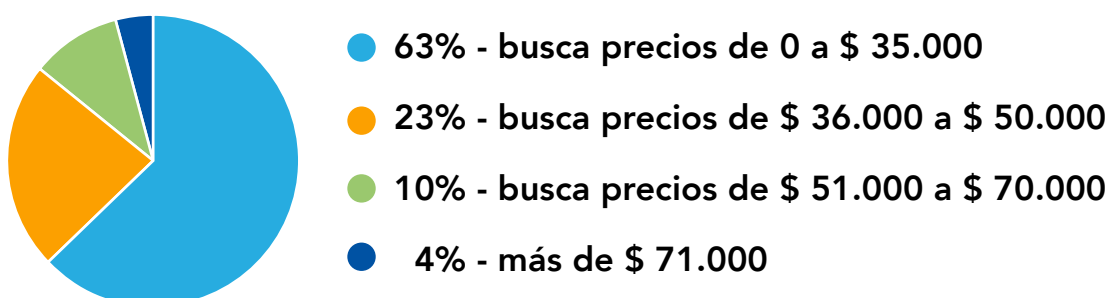 63% - busca precios de 0 a $ 35.000
23% - busca precios de $ 36.000 a $ 50.000
10% - busca precios de $ 51.000 a $ 70.000
4% - más de $ 71.000